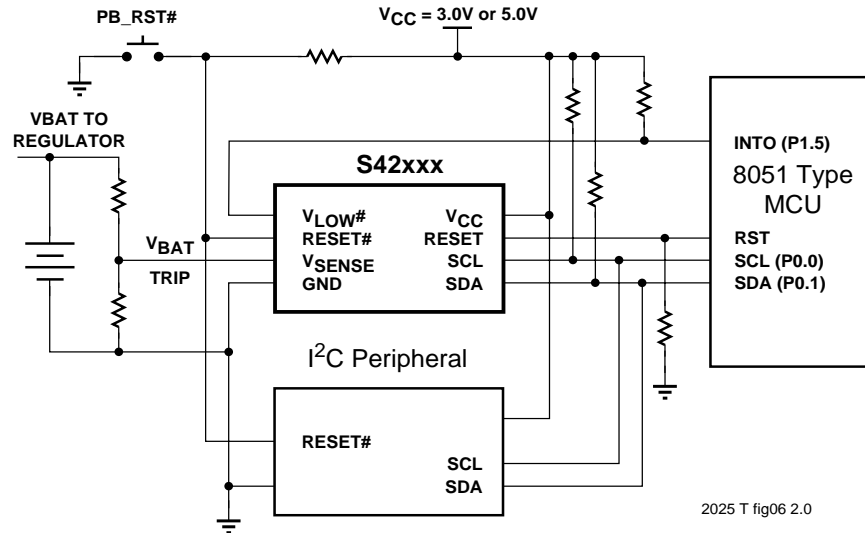 PB_RST#
VCC = 3.0V or 5.0V
VBAT TO
REGULATOR
S42xxx
INTO (P1.5)
8051 Type
MCU
VLOW#
VCC
RESET#
RESET
RST
VBAT
TRIP
VSENSE
SCL
SCL (P0.0)
GND
SDA
SDA (P0.1)
I2C Peripheral
RESET#
SCL
SDA
2025 T fig06 2.0